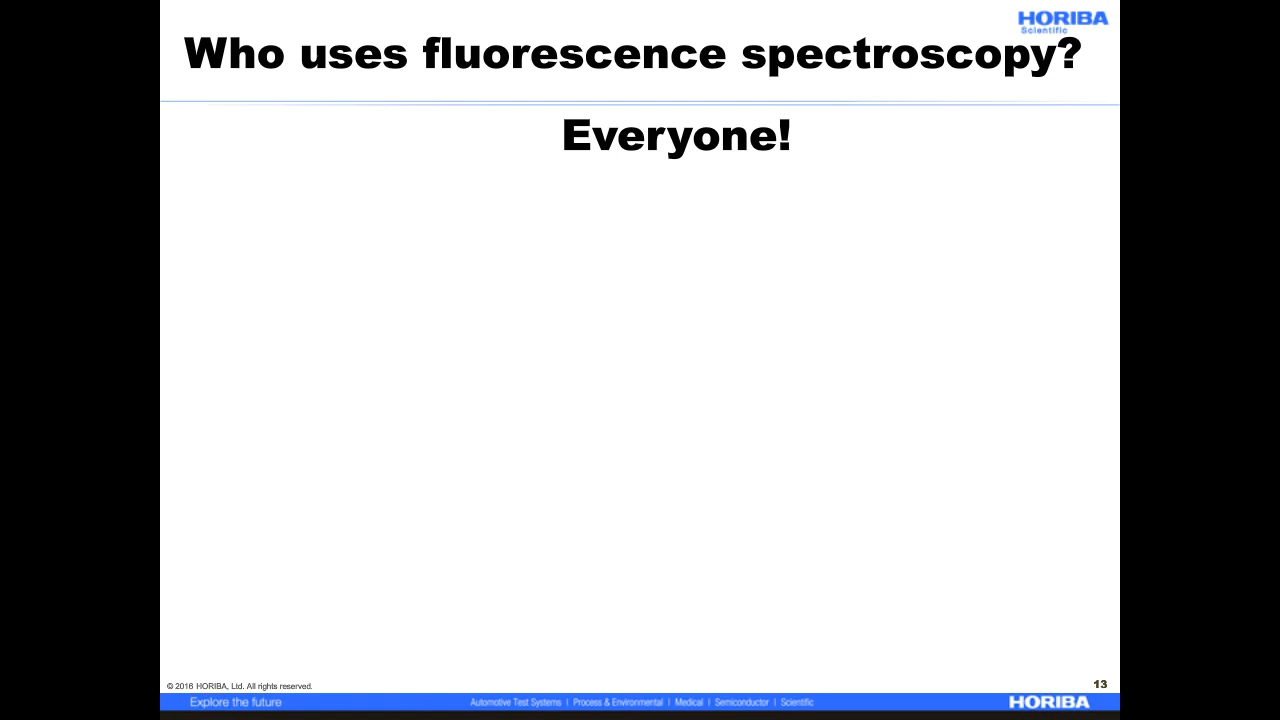 HORIBA
Scientific
Who uses fluorescence spectroscopy?
Everyone!
© 2016 HORIBA, Ltd. All rights reserved.
13
Explore the future
Automotive Test Systems | Process & Environmental | Medical | Semiconductor | Scientific
HORIBA